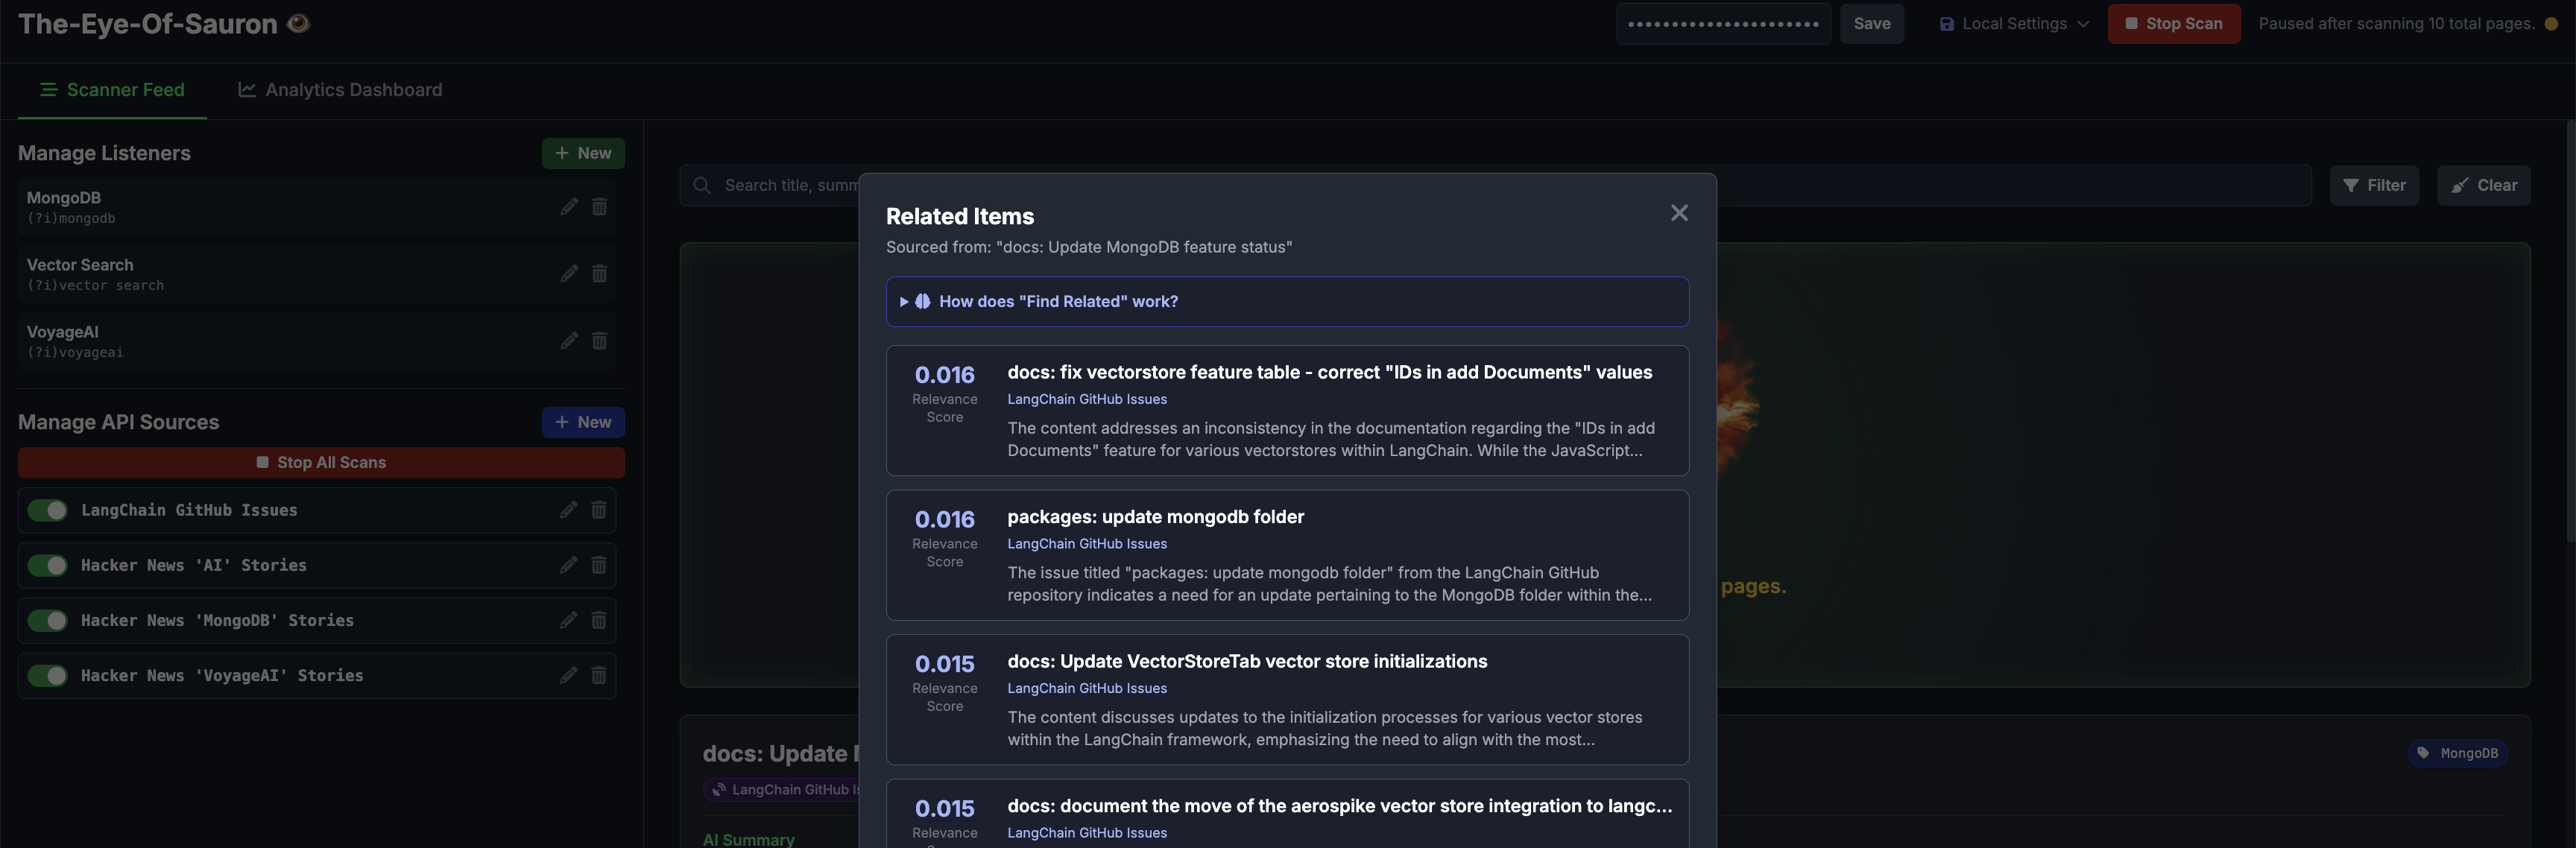 The-Eye-Of-Sauron
Save
Local Settings
Stop Scan
Paused after scanning 10 total pages.
Scanner Feed
Analytics Dashboard
Manage Listeners
New
MongoDB
(?i)mongodb
Vector Search
(?i)vector search
VoyageAI
(?i)voyageai
Manage API Sources
New
Stop All Scans
LangChain GitHub Issues
Hacker News 'AI' Stories
Hacker News 'MongoDB' Stories
Hacker News 'VoyageAI' Stories
Search title, summ
Filter
Clear
Related Items
Sourced from: "docs: Update MongoDB feature status"
How does "Find Related" work?
0.016
Relevance
Score
docs: fix vectorstore feature table - correct "IDs in add Documents" values
LangChain GitHub Issues
The content addresses an inconsistency in the documentation regarding the "IDs in add
Documents" feature for various vectorstores within LangChain. While the JavaScript...
0.016
Relevance
Score
packages: update mongodb folder
LangChain GitHub Issues
The issue titled "packages: update mongodb folder" from the LangChain GitHub
repository indicates a need for an update pertaining to the MongoDB folder within the...
0.015
Relevance
Score
docs: Update VectorStoreTab vector store initializations
LangChain GitHub Issues
The content discusses updates to the initialization processes for various vector stores
within the LangChain framework, emphasizing the need to align with the most...
0.015
Relevance
docs: document the move of the aerospike vector store integration to langc...
LangChain GitHub Issues
pages.
docs: Update
LangChain GitHub Is
MongoDB
AI Summary